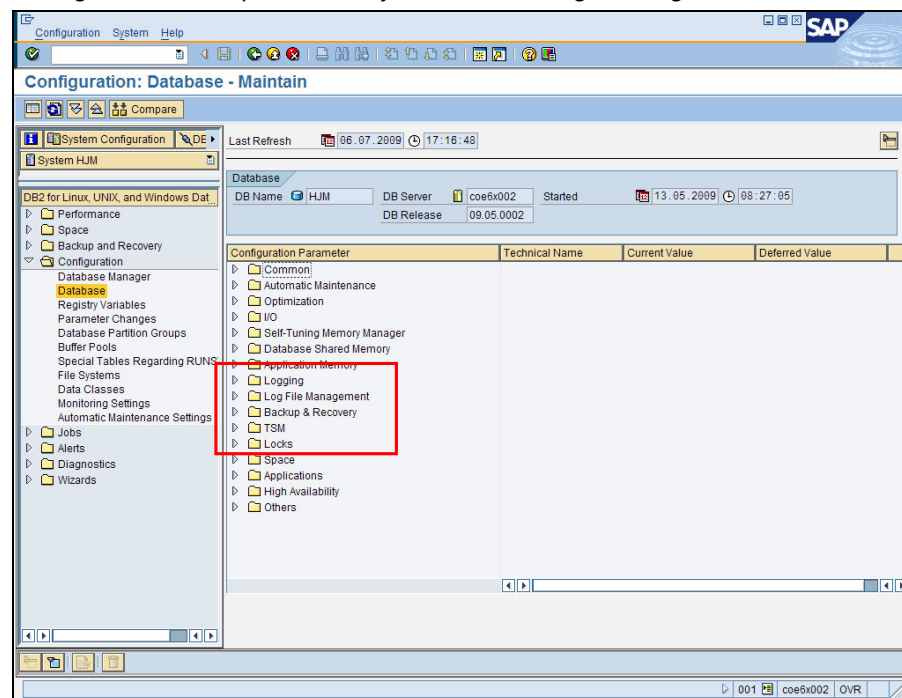 Configuration System Help
SAP
Configuration: Database - Maintain
Compare
System Configuration DE
System HJM
Last Refresh 06.07.2009 17:16:48
Database
DB Name HJM DB Server coe6x002 Started 13.05.2009 08:27:05
DB Release 09.05.0002
DB2 for Linux, UNIX, and Windows Dat
Performance
Space
Backup and Recovery
Configuration
Database Manager
Database
Registry Variables
Parameter Changes
Database Partition Groups
Buffer Pools
Special Tables Regarding RUNS
File Systems
Data Classes
Monitoring Settings
Automatic Maintenance Settings
Jobs
Alerts
Diagnostics
Wizards
Configuration Parameter Technical Name Current Value Deferred Value
Common
Automatic Maintenance
Optimization
I/O
Self-Tuning Memory Manager
Database Shared Memory
Application Memory
Logging
Log File Management
Backup & Recovery
TSM
Locks
Space
Applications
High Availability
Others
001 coe6x002 OVR